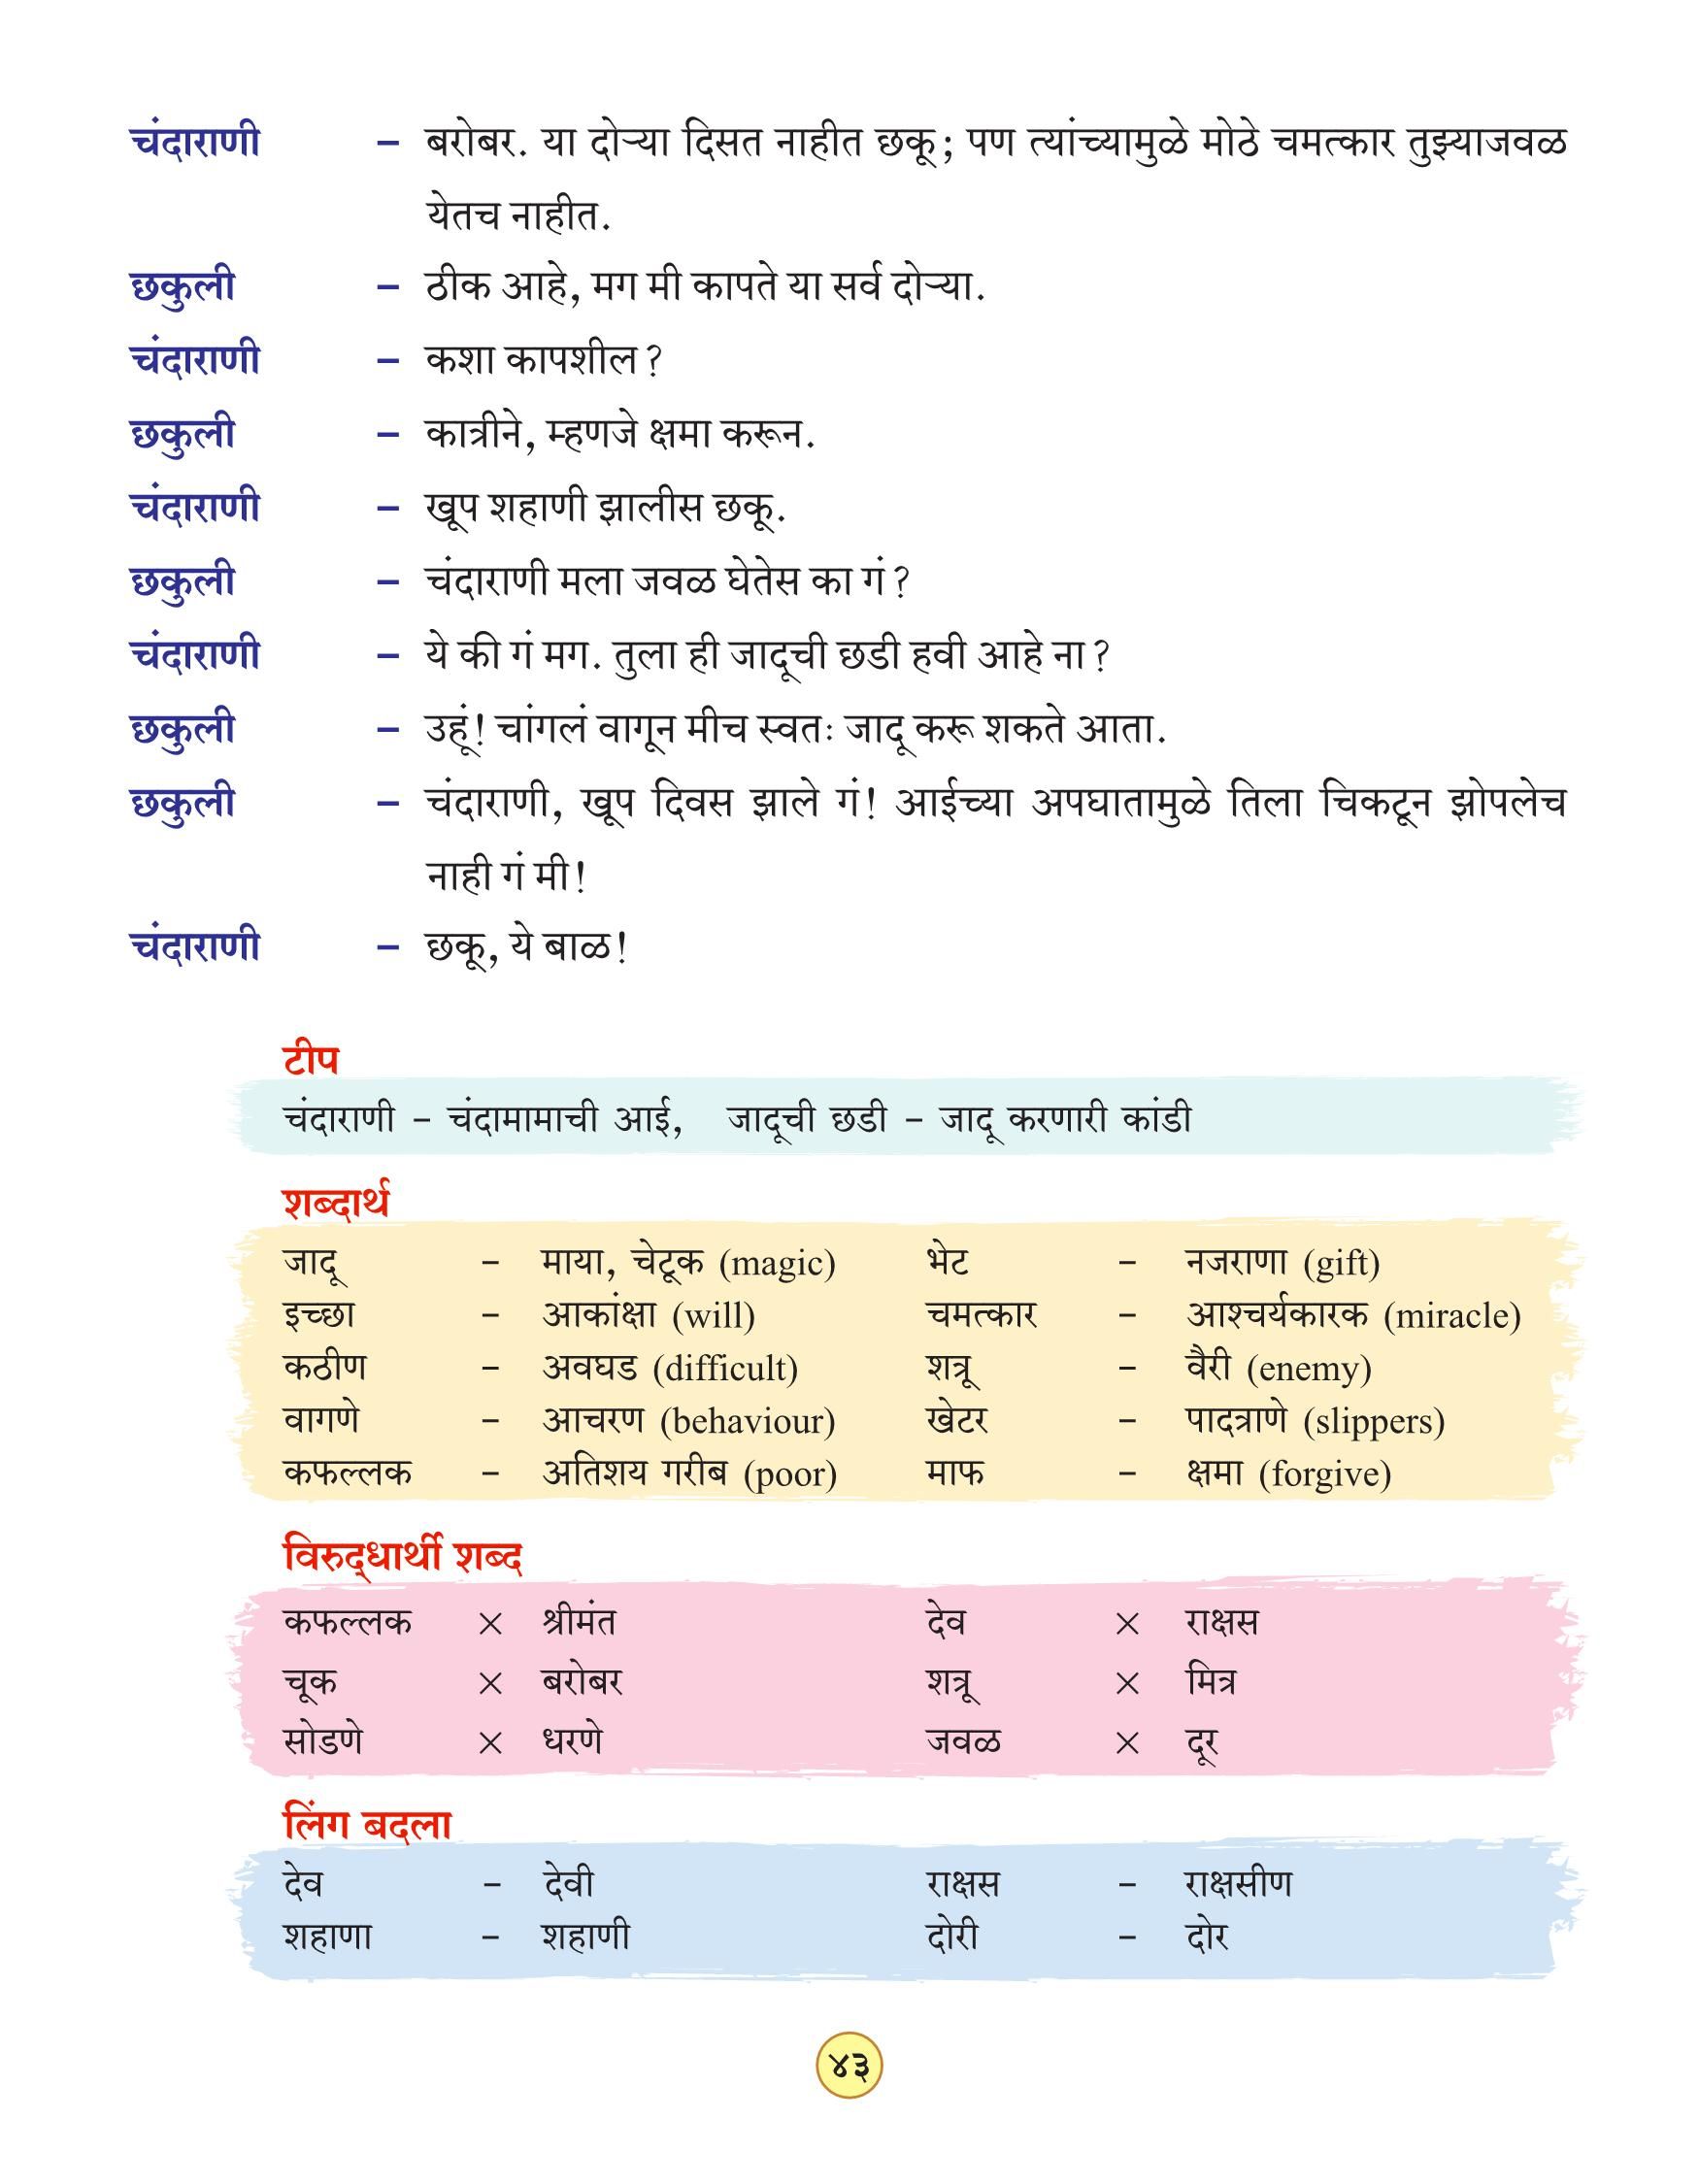 चंदाराणी – बरोबर. या दोऱ्या दिसत नाहीत छकू; पण त्यांच्यामुळे मोठे चमत्कार तुझ्याजवळ
येतच नाहीत.
छकुली – ठीक आहे, मग मी कापते या सर्व दोऱ्या.
चंदाराणी – कशा कापशील?
छकुली – कात्रीने, म्हणजे क्षमा करून.
चंदाराणी – खूप शहाणी झालीस छकू.
छकुली – चंदाराणी मला जवळ घेतेस का गं?
चंदाराणी – ये की गं मग. तुला ही जादूची छडी हवी आहे ना?
छकुली – उहूं! चांगलं वागून मीच स्वतः जादू करू शकते आता.
छकुली – चंदाराणी, खूप दिवस झाले गं! आईच्या अपघातामुळे तिला चिकटून झोपलेच
नाही गं मी!
चंदाराणी – छकू, ये बाळ!
टीप
चंदाराणी – चंदामामाची आई, जादूची छडी – जादू करणारी कांडी
शब्दार्थ
जादू – माया, चेटूक (magic) भेट – नजराणा (gift)
इच्छा – आकांक्षा (will) चमत्कार – आश्चर्यकारक (miracle)
कठीण – अवघड (difficult) शत्रू – वैरी (enemy)
वागणे – आचरण (behaviour) खेटर – पादत्राणे (slippers)
कफल्लक – अतिशय गरीब (poor) माफ – क्षमा (forgive)
विरुद्धार्थी शब्द
कफल्लक × श्रीमंत देव × राक्षस
चूक × बरोबर शत्रू × मित्र
सोडणे × धरणे जवळ × दूर
लिंग बदला
देव – देवी राक्षस – राक्षसीण
शहाणा – शहाणी दोरी – दोर
४३